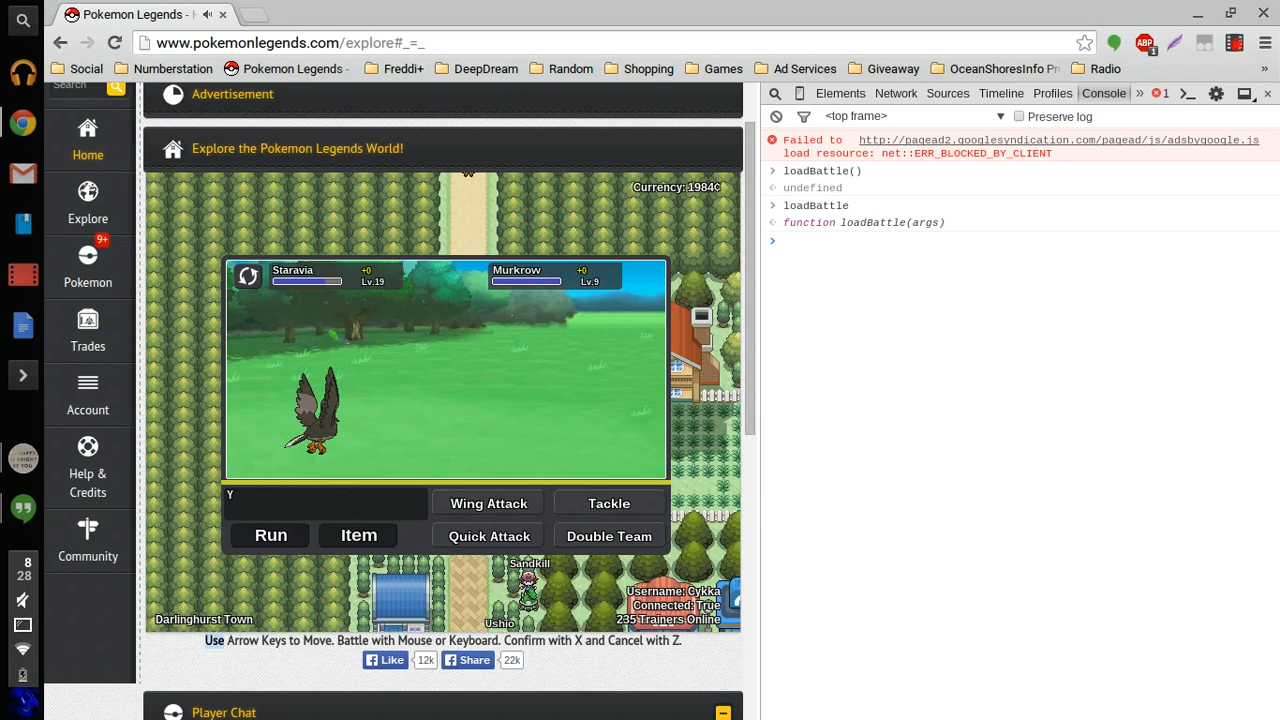 Pokemon Legends - H
www.pokemonlegends.com/explore#_=_
ABP
1
Social
Numberstation
Pokemon Legends -
Freddi+
DeepDream
Random
Shopping
Games
Ad Services
Giveaway
OceanShoresInfo Pr
Radio
»
Search
Home
Explore
9+
Pokemon
Trades
Account
Help &
Credits
Community
8
28
Advertisement
Explore the Pokemon Legends World!
Currency: 1984¢
Staravia
+0
Lv.19
Murkrow
+0
Lv.9
Y
Wing Attack
Tackle
Run
Item
Quick Attack
Double Team
Sandkill
Username: Cykka
Connected: True
235 Trainers Online
Darlinghurst Town
Ushio
Use Arrow Keys to Move. Battle with Mouse or Keyboard. Confirm with X and Cancel with Z.
Like
12k
Share
22k
Player Chat
Elements
Network
Sources
Timeline
Profiles
Console
»
1
<top frame>
Preserve log
Failed to http://pagead2.googlesyndication.com/pagead/js/adsbygoogle.js
load resource: net::ERR_BLOCKED_BY_CLIENT
loadBattle()
undefined
loadBattle
function loadBattle(args)